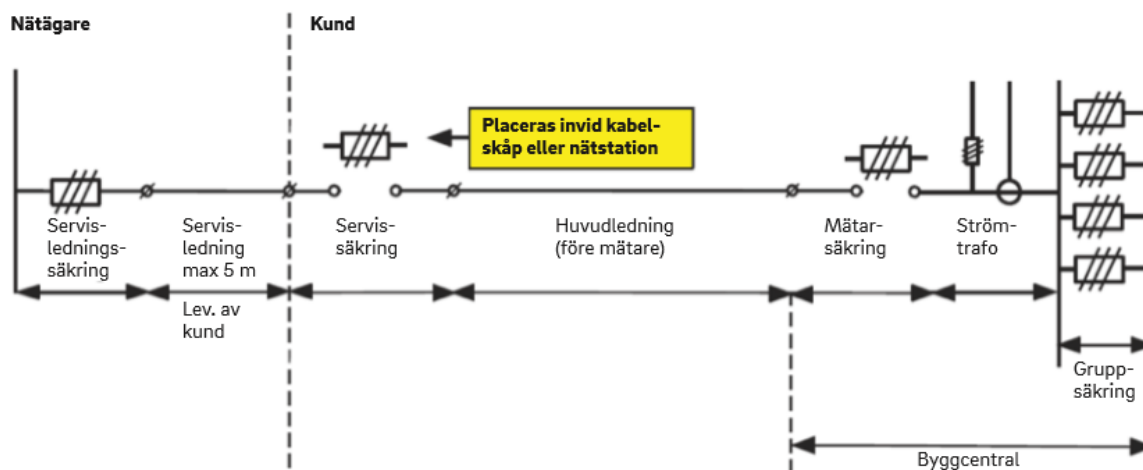 Nätägare
Kund
Placeras invid kabel-
skåp eller nätstation
Servis-
lednings-
säkring
Servis-
ledning
max 5 m
Lev. av
kund
Servis-
säkring
Huvudledning
(före mätare)
Mätar-
säkring
Ström-
trafo
Grupp-
säkring
Byggcentral